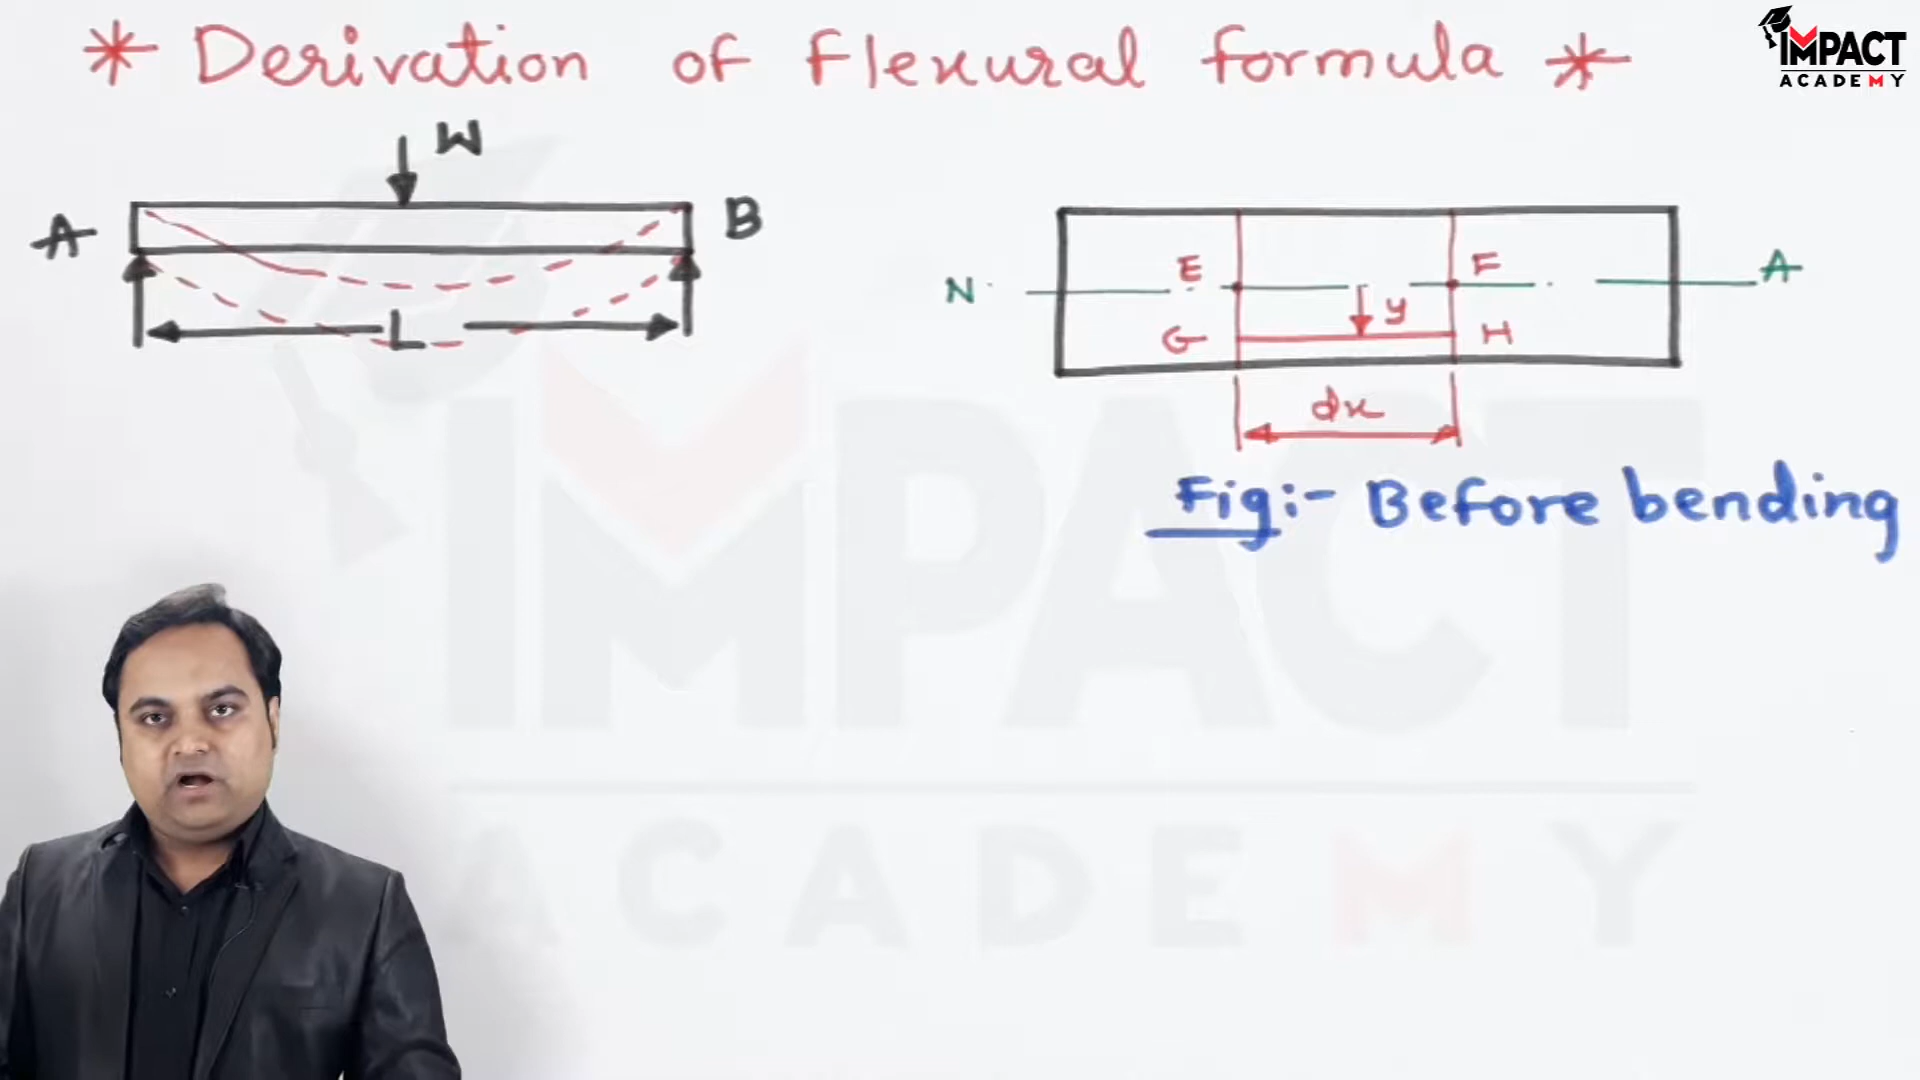 * Derivation of Flexural formula *
IMPACT
ACADEMY
W
A
B
L
E
F
N
A
y
G
H
dx
Fig:- Before bending
IMPACT
ACADEMY